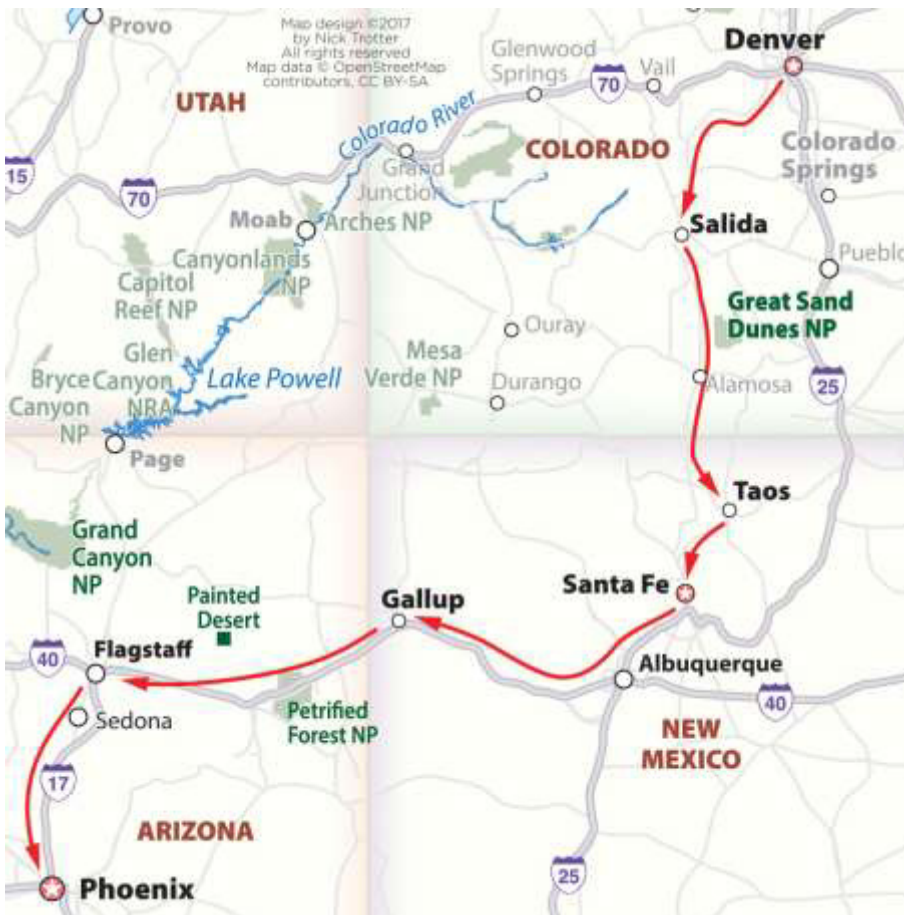 Provo
Map design ©2017
by Nick Trotter
All rights reserved
Map data © OpenStreetMap
contributors, CC BY-SA
Denver
Glenwood
Springs
70
Vail
UTAH
Colorado River
COLORADO
Colorado
Springs
15
70
Grand
Junction
Moab
Arches NP
Salida
Pueblo
Canyonlands
NP
Capitol
Reef NP
Great Sand
Dunes NP
Ouray
Glen
Canyon
NRA
Lake Powell
Mesa
Verde NP
Durango
Alamosa
25
Bryce
Canyon
NP
Page
Taos
Grand
Canyon
NP
Painted
Desert
Gallup
Santa Fe
Flagstaff
40
Albuquerque
Sedona
Petrified
Forest NP
40
NEW
MEXICO
17
ARIZONA
25
Phoenix